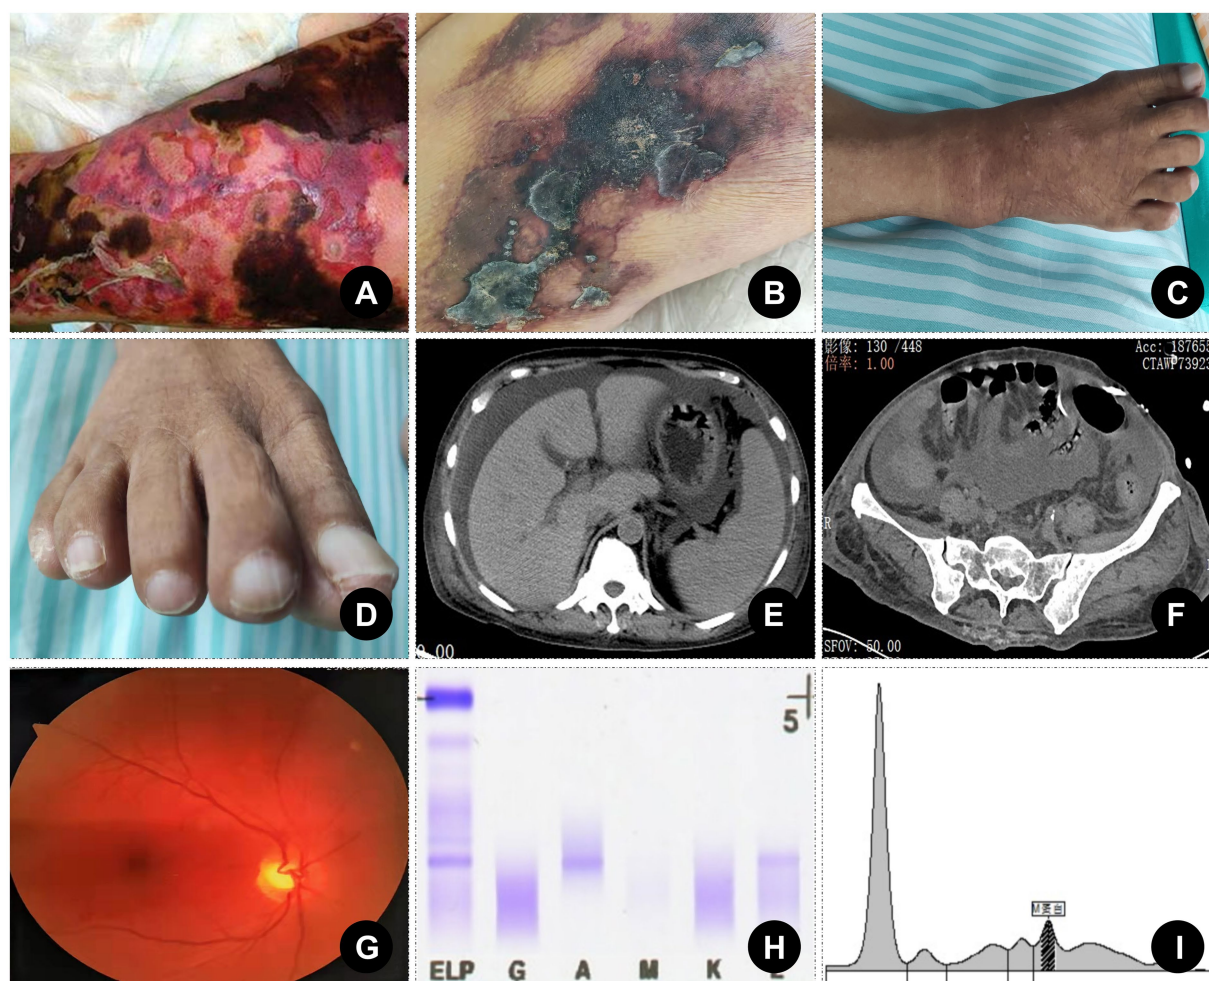 A
B
C
D
E
0.00
影像: 130 /448
倍率: 1.00
Acc: 18765
CTAWP73923
R
SFOV: 50.00
F
G
5
ELP G A M K
H
M蛋白
I